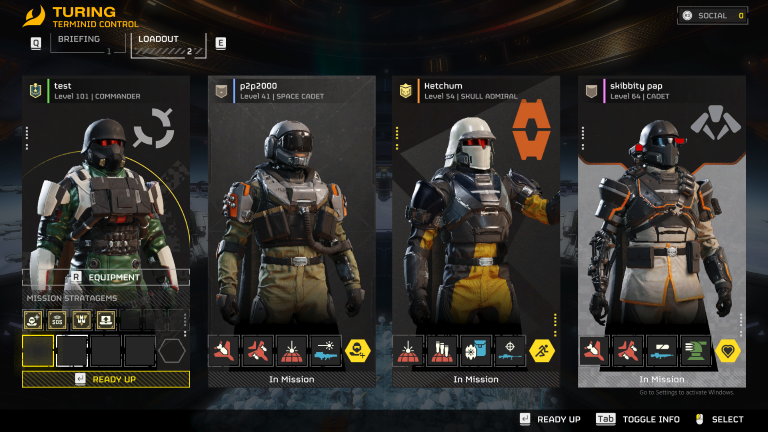 TURING
TERMINID CONTROL
SOCIAL 0
Q BRIEFING 1 LOADOUT 2 E
test
Level 101 | COMMANDER
p2p2000
Level 41 | SPACE CADET
Ketchum
Level 54 | SKULL ADMIRAL
skibbity pap
Level 64 | CADET
R EQUIPMENT
MISSION STRATAGEMS
SOS
READY UP
In Mission
In Mission
In Mission
Go to Settings to activate Windows.
READY UP Tab TOGGLE INFO SELECT